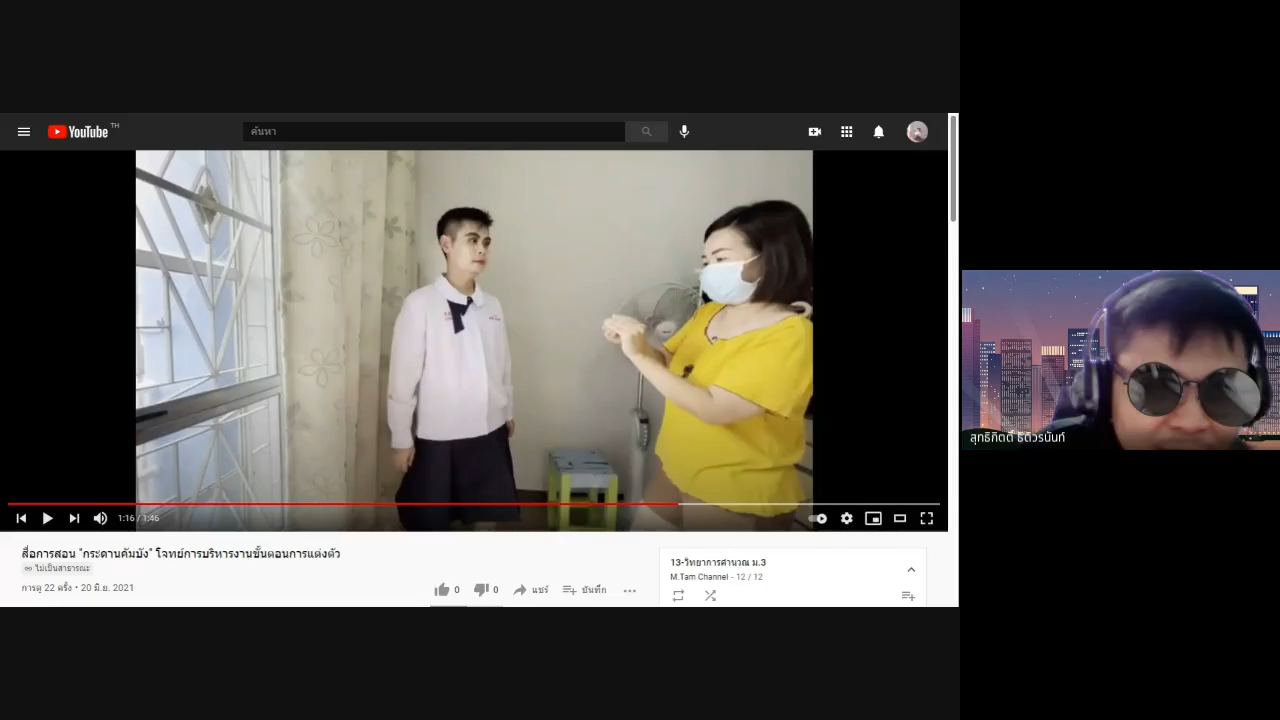 YouTube TH
ค้นหา
1:16 / 1:46
สื่อการสอน "กระดานคัมบัง" โจทย์การบริหารงานขั้นตอนการแต่งตัว
ไม่เป็นสาธารณะ
การดู 22 ครั้ง • 20 มิ.ย. 2021
0
0
แชร์
บันทึก
13-วิทยาการคำนวณ ม.3
M.Tam Channel - 12 / 12
สุทธิกิตติ์ ธิติวรนันท์